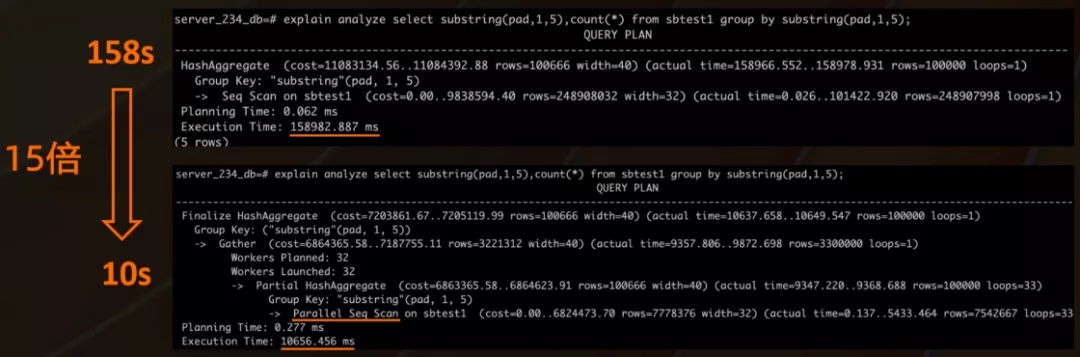 158s
15倍
10s
server_234_db=# explain analyze select substring(pad,1,5),count(*) from sbtest1 group by substring(pad,1,5);
QUERY PLAN
HashAggregate  (cost=11083134.56..11084392.88 rows=100666 width=40) (actual time=158966.552..158978.931 rows=100000 loops=1)
Group Key: "substring"(pad, 1, 5)
->  Seq Scan on sbtest1  (cost=0.00..9838594.40 rows=248908032 width=32) (actual time=0.026..101422.920 rows=248907998 loops=1)
Planning Time: 0.062 ms
Execution Time: 158982.887 ms
(5 rows)
server_234_db=# explain analyze select substring(pad,1,5),count(*) from sbtest1 group by substring(pad,1,5);
QUERY PLAN
Finalize HashAggregate  (cost=7203861.67..7205119.99 rows=100666 width=40) (actual time=10637.658..10649.547 rows=100000 loops=1)
Group Key: ("substring"(pad, 1, 5))
->  Gather  (cost=6864365.58..7187755.11 rows=3221312 width=40) (actual time=9357.806..9872.698 rows=3300000 loops=1)
Workers Planned: 32
Workers Launched: 32
->  Partial HashAggregate  (cost=6863365.58..6864623.91 rows=100666 width=40) (actual time=9347.220..9368.688 rows=100000 loops=33)
Group Key: "substring"(pad, 1, 5)
->  Parallel Seq Scan on sbtest1  (cost=0.00..6824473.70 rows=7778376 width=32) (actual time=0.137..5433.464 rows=7542667 loops=33
Planning Time: 0.277 ms
Execution Time: 10656.456 ms